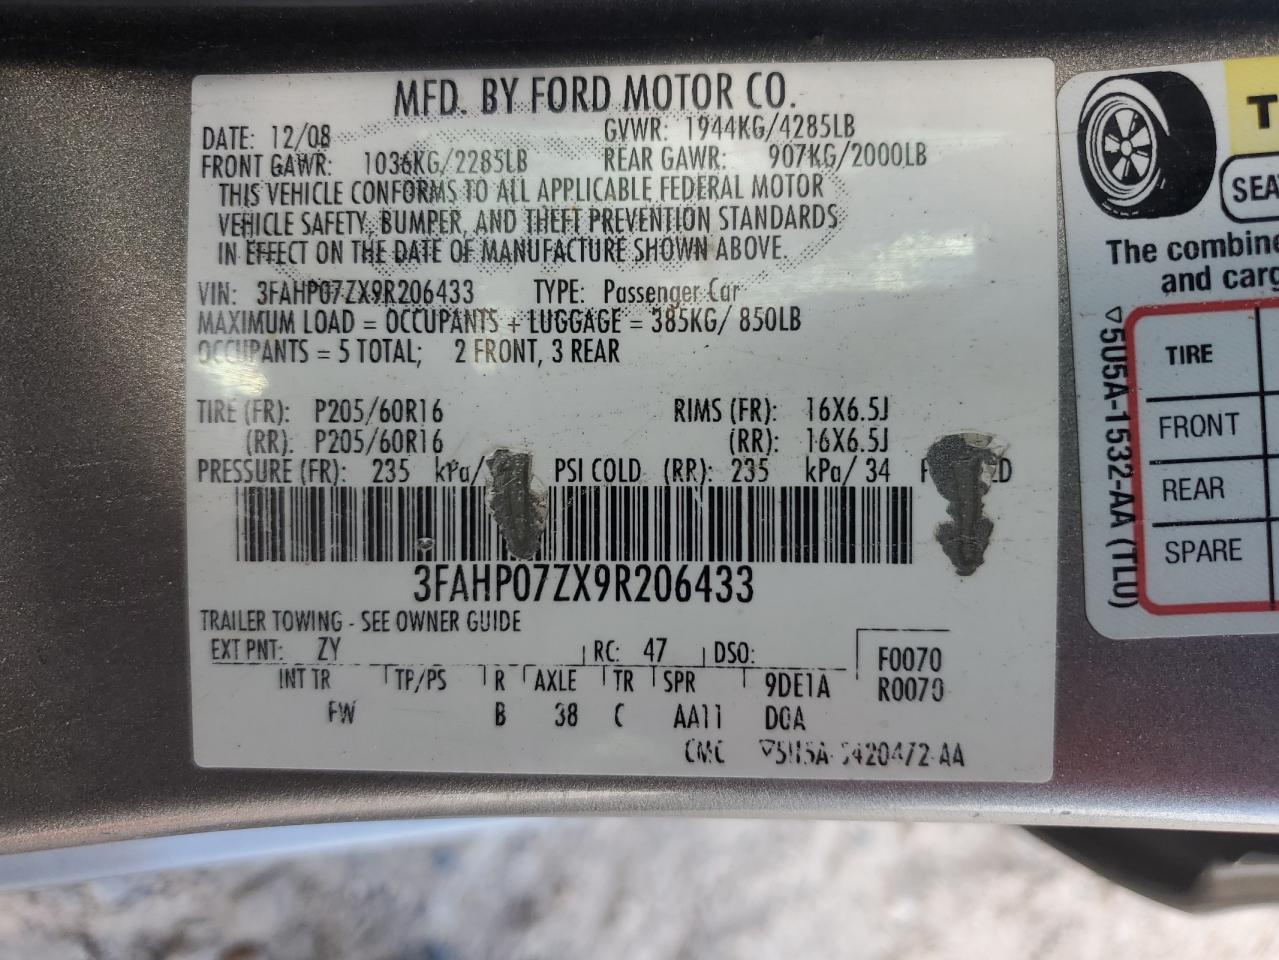 MFD. BY FORD MOTOR CO.
DATE: 12/08 GVWR: 1944KG/4285LB
FRONT GAWR: 1036KG/2285LB REAR GAWR: 907KG/2000LB
THIS VEHICLE CONFORMS TO ALL APPLICABLE FEDERAL MOTOR
VEHICLE SAFETY, BUMPER, AND THEFT PREVENTION STANDARDS
IN EFFECT ON THE DATE OF MANUFACTURE SHOWN ABOVE.
VIN: 3FAHP07ZX9R206433 TYPE: Passenger Car
MAXIMUM LOAD = OCCUPANTS + LUGGAGE = 385KG/ 850LB
OCCUPANTS = 5 TOTAL; 2 FRONT, 3 REAR
TIRE (FR): P205/60R16 RIMS (FR): 16X6.5J
(RR): P205/60R16 (RR): 16X6.5J
PRESSURE (FR): 235 kPa/ PSI COLD (RR): 235 kPa/ 34
3FAHP07ZX9R206433
TRAILER TOWING - SEE OWNER GUIDE
EXT PNT: ZY RC: 47 DSO:
F0070
R0070
INT TR TP/PS R AXLE TR SPR 9DE1A
FW B 38 C AA11 DOA
CMC
The combine
and carg
TIRE
FRONT
REAR
SPARE
▽5U5A-1532-AA (TLU)